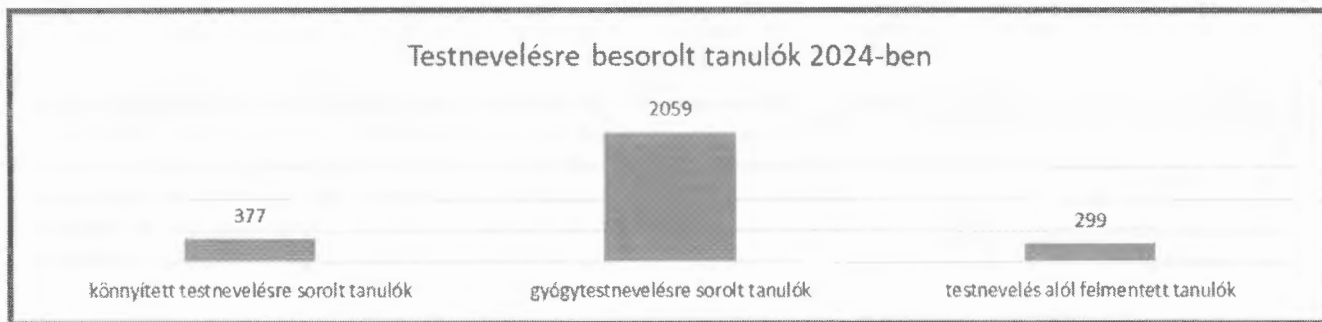 Testnevelésre besorolt tanulók 2024-ben
2059
377
299
könnyített testnevelésre sorolt tanulók
gyógytestnevelésre sorolt tanulók
testnevelés alól felmentett tanulók